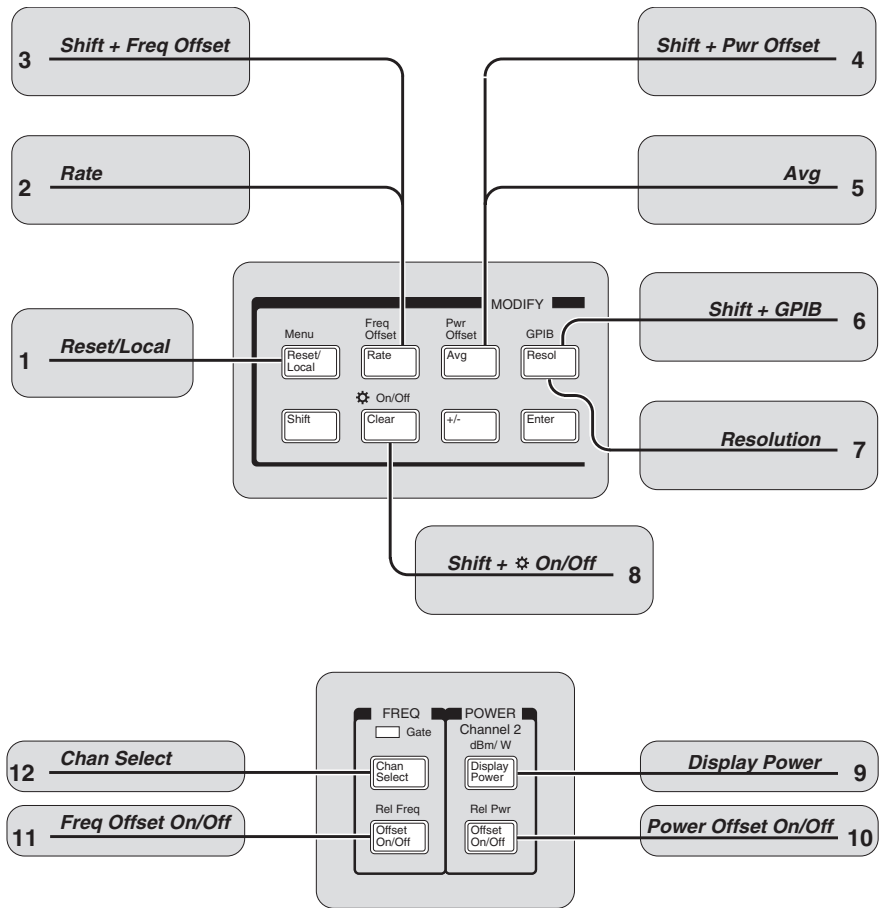 3 Shift + Freq Offset
Shift + Pwr Offset 4
2 Rate
Avg 5
1 Reset/Local
Shift + GPIB 6
Resolution 7
MODIFY
Menu
Freq
Offset
Pwr
Offset
GPIB
Reset/
Local
Rate
Avg
Resol
☼ On/Off
Shift
Clear
+/-
Enter
Shift + ☼ On/Off 8
FREQ
Gate
POWER
Channel 2
dBm/ W
Chan
Select
Display
Power
12 Chan Select
Display Power 9
Rel Freq
Rel Pwr
Offset
On/Off
Offset
On/Off
11 Freq Offset On/Off
Power Offset On/Off 10